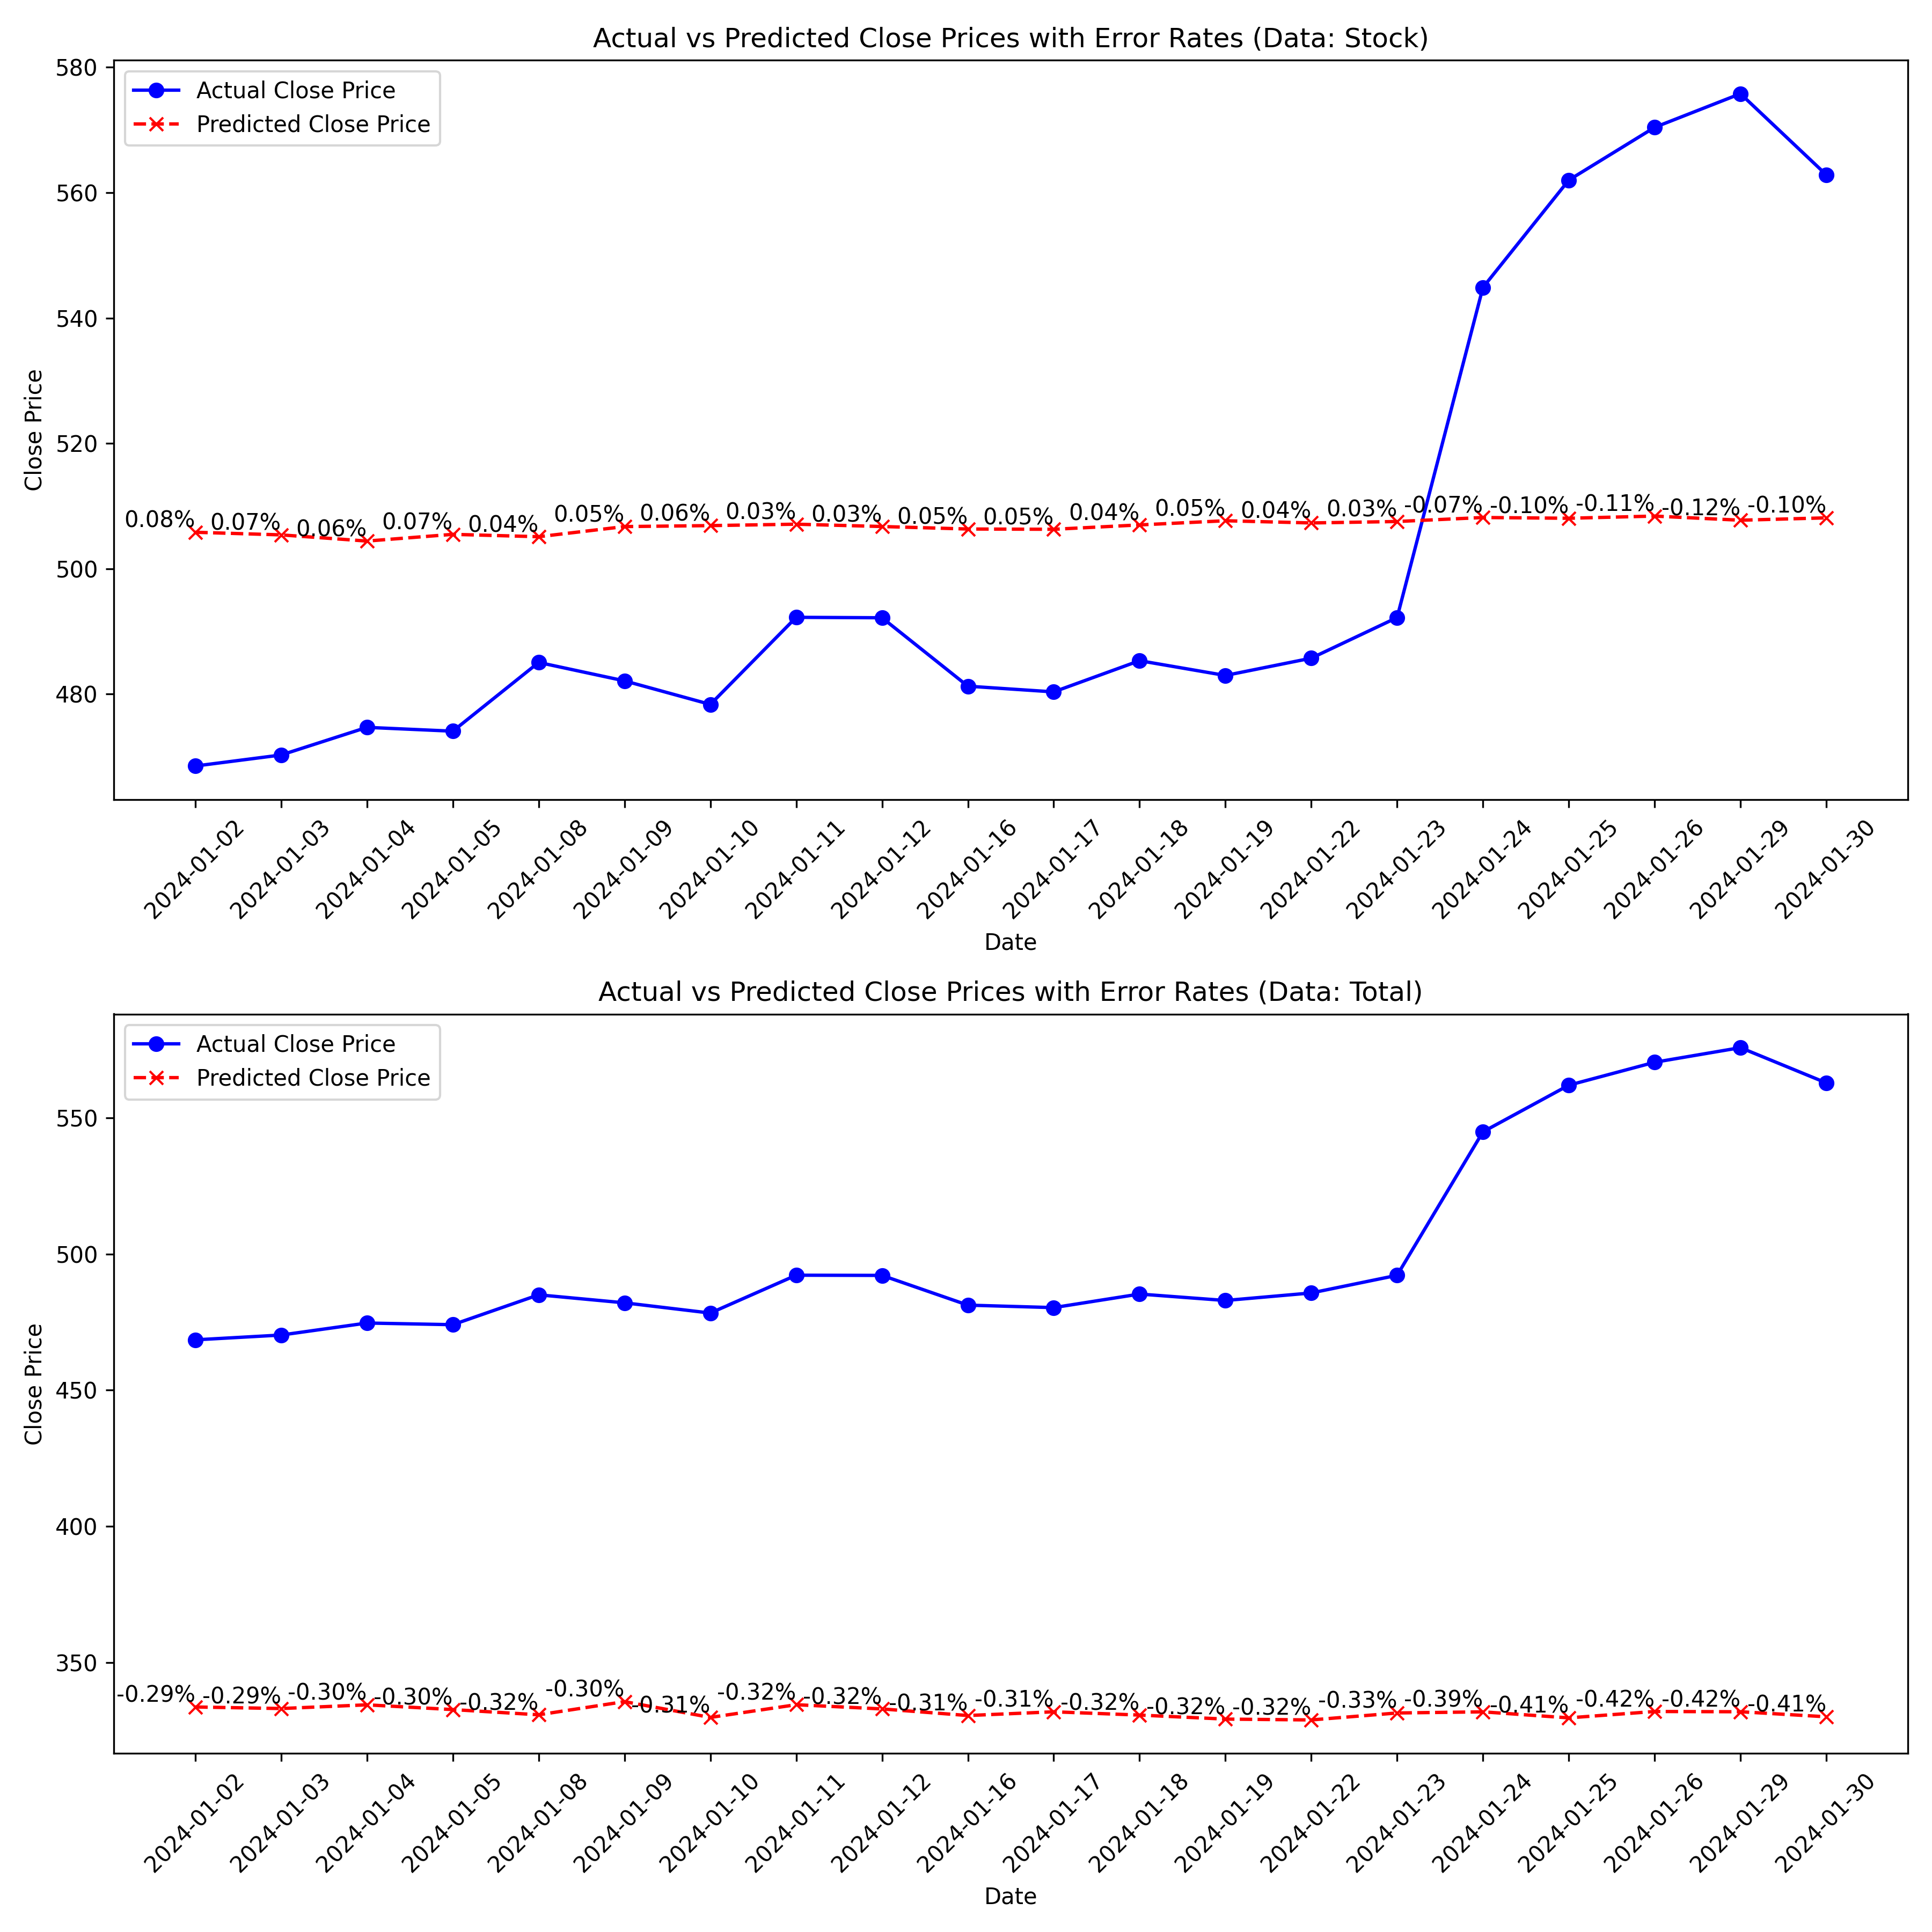 Actual vs Predicted Close Prices with Error Rates (Data: Stock)
Actual Close Price
Predicted Close Price
Close Price
580
560
540
520
500
480
0.08% 0.07% 0.06% 0.07% 0.04% 0.05% 0.06% 0.03% 0.03% 0.05% 0.05% 0.04% 0.05% 0.04% 0.03% -0.07% -0.10% -0.11% -0.12% -0.10%
2024-01-02 2024-01-03 2024-01-04 2024-01-05 2024-01-08 2024-01-09 2024-01-10 2024-01-11 2024-01-12 2024-01-16 2024-01-17 2024-01-18 2024-01-19 2024-01-22 2024-01-23 2024-01-24 2024-01-25 2024-01-26 2024-01-29 2024-01-30
Date
Actual vs Predicted Close Prices with Error Rates (Data: Total)
Actual Close Price
Predicted Close Price
Close Price
550
500
450
400
350
-0.29% -0.29% -0.30% -0.30% -0.32% -0.30% -0.31% -0.32% -0.32% -0.31% -0.31% -0.32% -0.32% -0.32% -0.33% -0.39% -0.41% -0.42% -0.42% -0.41%
2024-01-02 2024-01-03 2024-01-04 2024-01-05 2024-01-08 2024-01-09 2024-01-10 2024-01-11 2024-01-12 2024-01-16 2024-01-17 2024-01-18 2024-01-19 2024-01-22 2024-01-23 2024-01-24 2024-01-25 2024-01-26 2024-01-29 2024-01-30
Date